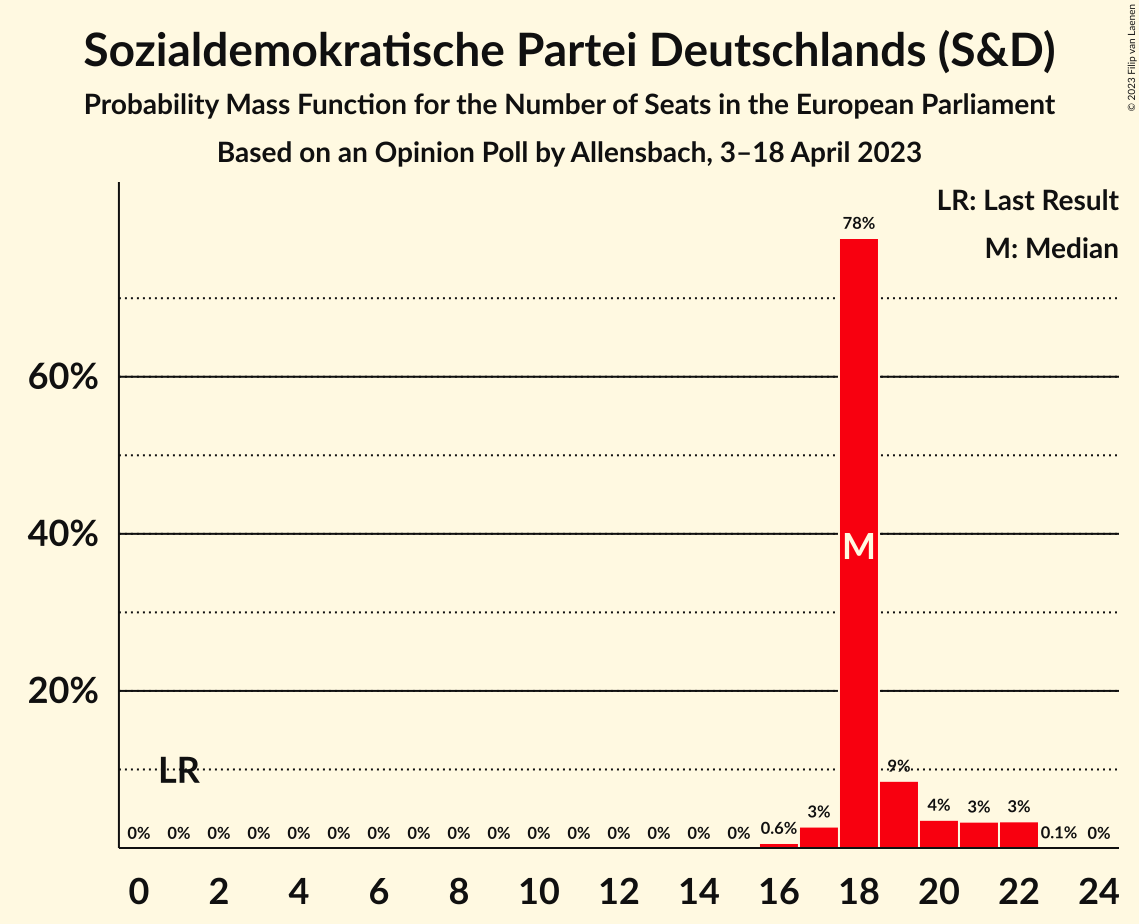 Sozialdemokratische Partei Deutschlands (S&D)
Probability Mass Function for the Number of Seats in the European Parliament
Based on an Opinion Poll by Allensbach, 3–18 April 2023
© 2023 Filip van Laenen
LR: Last Result
M: Median
78%
60%
40%
M
20%
LR
9%
0% 0% 0% 0% 0% 0% 0% 0% 0% 0% 0% 0% 0% 0% 0% 0% 0.6% 3% 4% 3% 3% 0.1% 0%
0 2 4 6 8 10 12 14 16 18 20 22 24